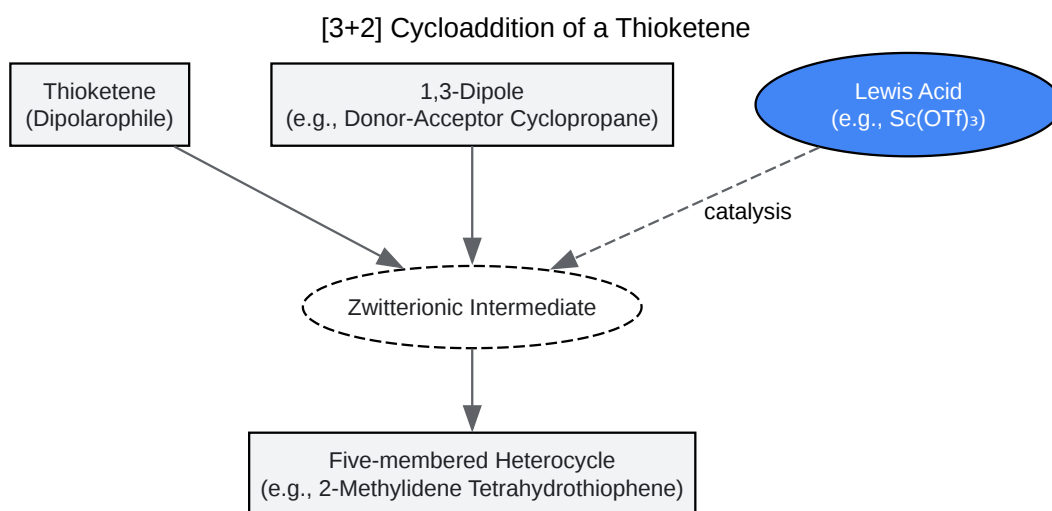 [3+2] Cycloaddition of a Thioketene
Thioketene
(Dipolarophile)
1,3-Dipole
(e.g., Donor-Acceptor Cyclopropane)
Lewis Acid
(e.g., Sc(OTf)₃)
catalysis
Zwitterionic Intermediate
Five-membered Heterocycle
(e.g., 2-Methylidene Tetrahydrothiophene)